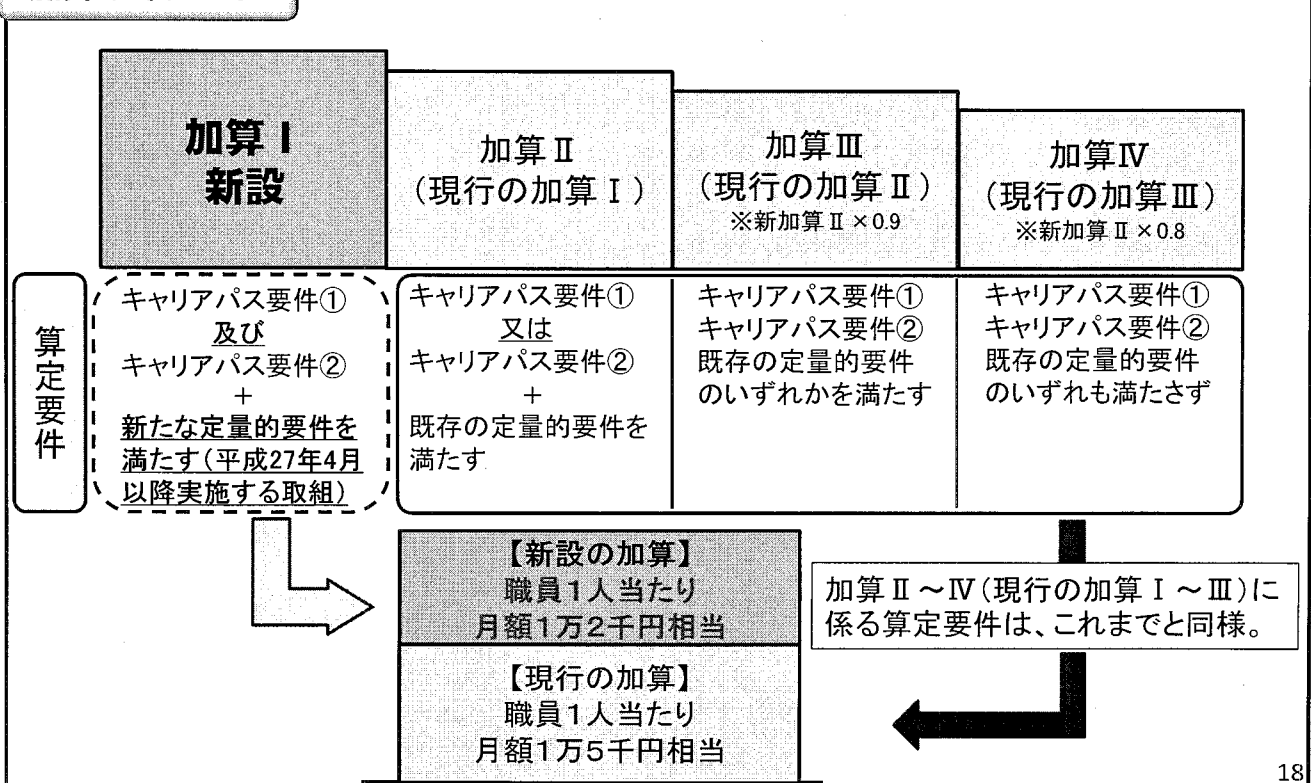 加算Ⅰ
新設
加算Ⅱ
（現行の加算Ⅰ）
加算Ⅲ
（現行の加算Ⅱ）
※新加算Ⅱ×0.9
加算Ⅳ
（現行の加算Ⅲ）
※新加算Ⅱ×0.8
算定要件
キャリアパス要件①
及び
キャリアパス要件②
＋
新たな定量的要件を
満たす（平成27年4月
以降実施する取組）
キャリアパス要件①
又は
キャリアパス要件②
＋
既存の定量的要件を
満たす
キャリアパス要件①
キャリアパス要件②
既存の定量的要件
のいずれかを満たす
キャリアパス要件①
キャリアパス要件②
既存の定量的要件
のいずれも満たさず
【新設の加算】
職員1人当たり
月額1万2千円相当
【現行の加算】
職員1人当たり
月額1万5千円相当
加算Ⅱ～Ⅳ（現行の加算Ⅰ～Ⅲ）に
係る算定要件は、これまでと同様。
18